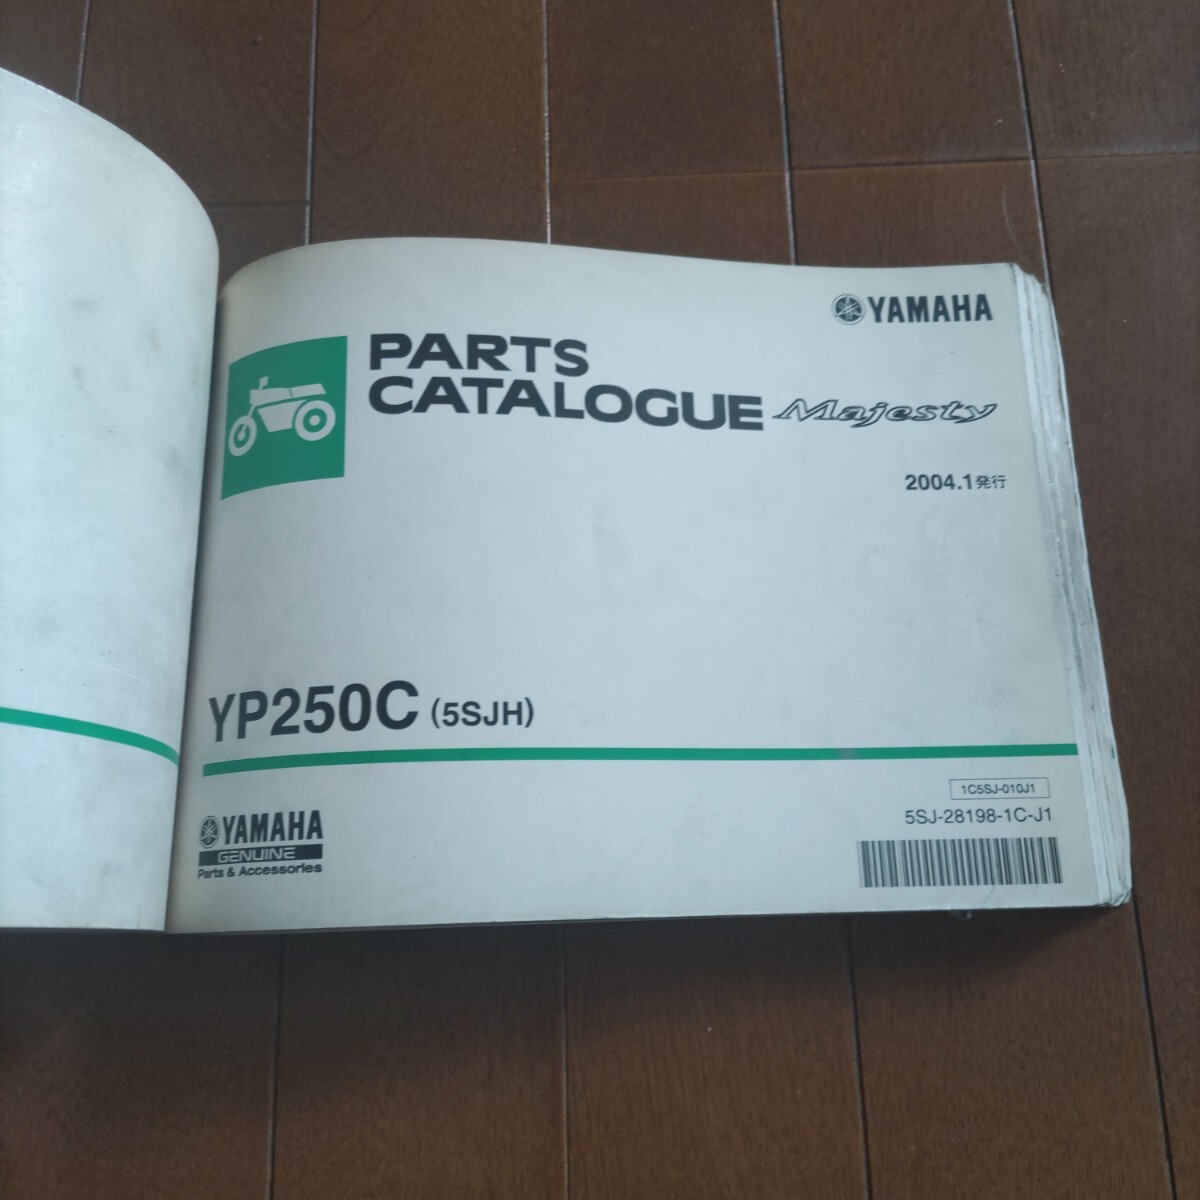 YAMAHA
PARTS
CATALOGUE Majesty
2004.1発行
YP250C (5SJH)
1C5SJ-010J1
5SJ-28198-1C-J1
YAMAHA
GENUINE
Parts & Accessories